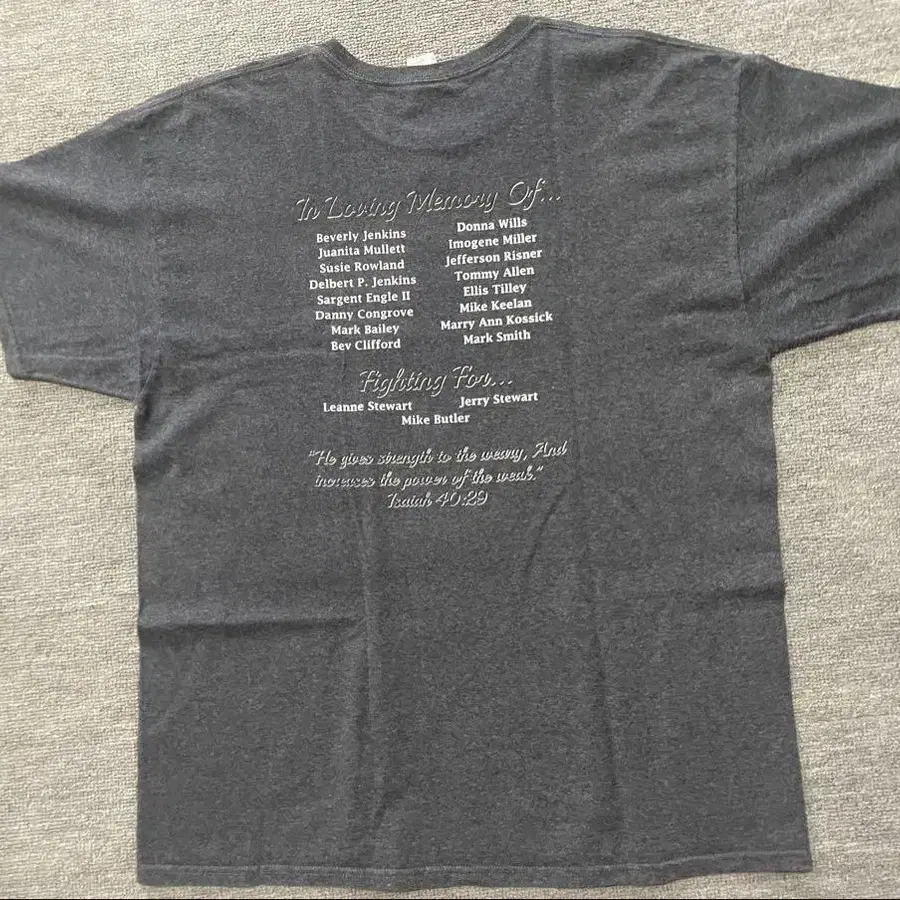 In Loving Memory Of...
Beverly Jenkins
Juanita Mullett
Susie Rowland
Delbert P. Jenkins
Sargent Engle II
Danny Congrove
Mark Bailey
Bev Clifford
Donna Wills
Imogene Miller
Jefferson Risner
Tommy Allen
Ellis Tilley
Mike Keelan
Marry Ann Kossick
Mark Smith
Fighting For...
Leanne Stewart
Jerry Stewart
Mike Butler
"He gives strength to the weary, And
increases the power of the weak."
Isaiah 40:29